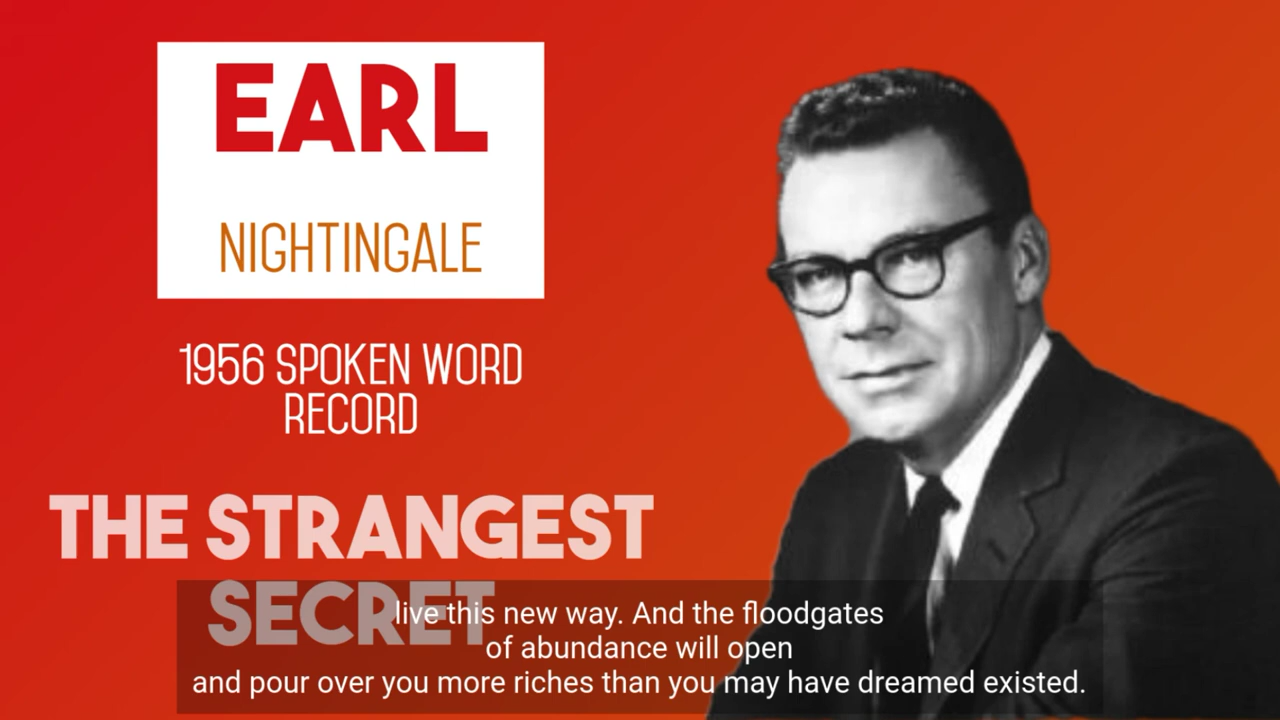 EARL
NIGHTINGALE
1956 SPOKEN WORD
RECORD
THE STRANGEST
SECRET
live this new way. And the floodgates
of abundance will open
and pour over you more riches than you may have dreamed existed.